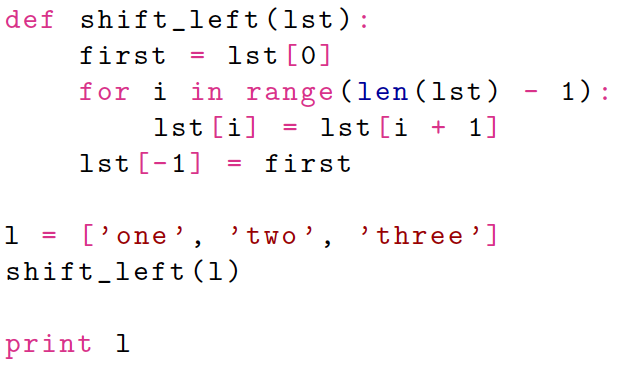 def shift_left(lst):
    first = lst[0]
    for i in range(len(lst) - 1):
        lst[i] = lst[i + 1]
    lst[-1] = first

l = [’one’, ’two’, ’three’]
shift_left(l)

print l